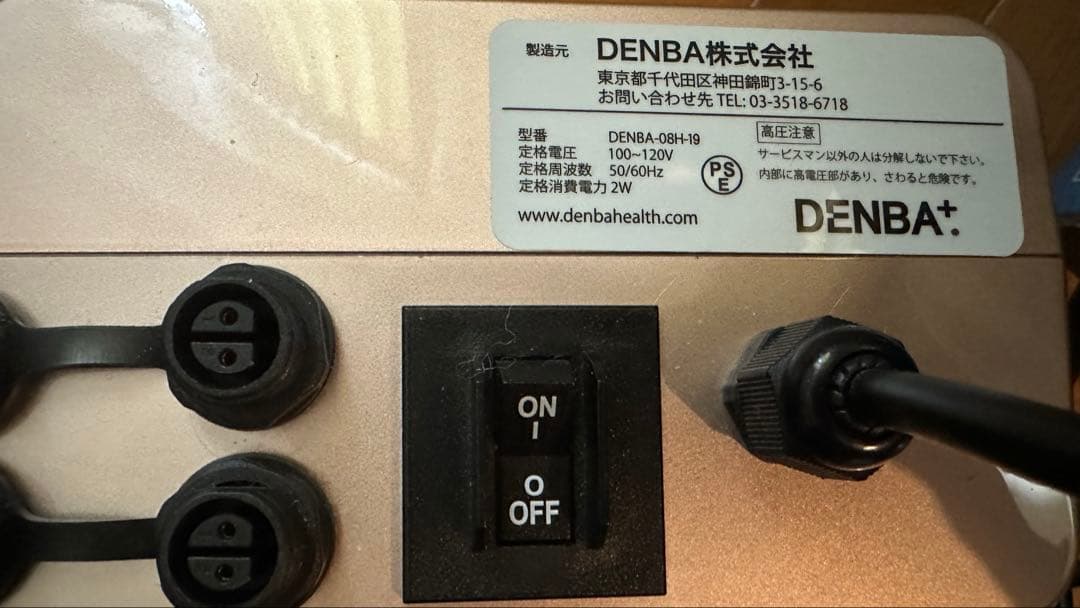 製造元 DENBA株式会社
東京都千代田区神田錦町3-15-6
お問い合わせ先 TEL: 03-3518-6718
型番 DENBA-08H-19
定格電圧 100~120V
定格周波数 50/60Hz
定格消費電力 2W
www.denbahealth.com
PS
E
高圧注意
サービスマン以外の人は分解しないで下さい。
内部に高電圧部があり、さわると危険です。
DENBA+
ON
I
O
OFF